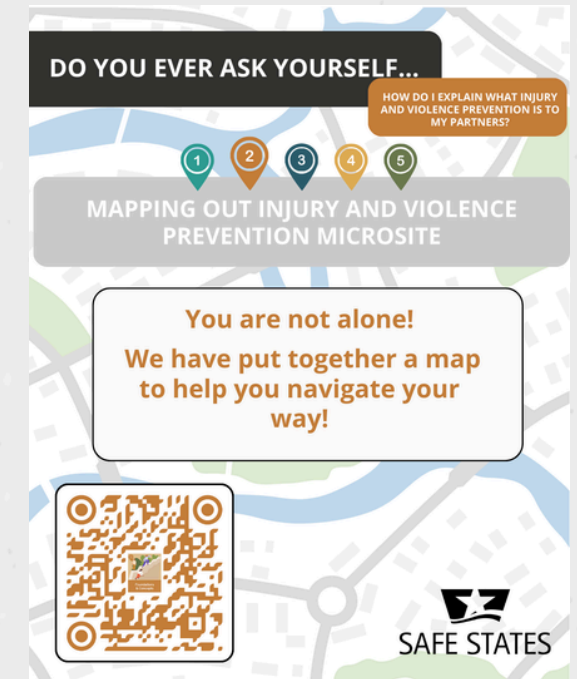 DO YOU EVER ASK YOURSELF...
HOW DO I EXPLAIN WHAT INJURY
AND VIOLENCE PREVENTION IS TO
MY PARTNERS?
1 2 3 4 5
MAPPING OUT INJURY AND VIOLENCE
PREVENTION MICROSITE
You are not alone!
We have put together a map
to help you navigate your
way!
SAFE STATES